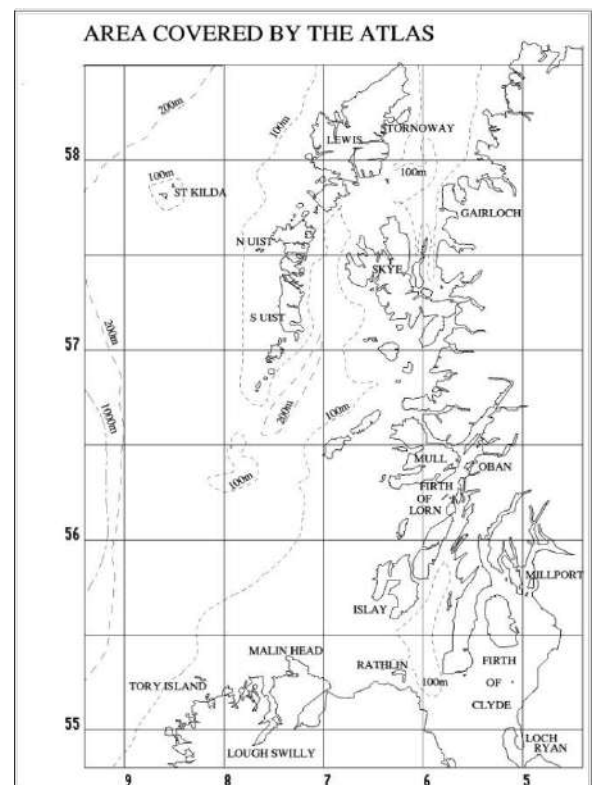 AREA COVERED BY THE ATLAS
200m
100m
STORNOWAY
LEWIS
58
100m
100m
ST KILDA
GAIRLOCH
N UIST
SKYE
S UIST
200m
57
1000m
200m
100m
MULL
OBAN
100m
FIRTH
OF
LORN
56
MILLPORT
ISLAY
MALIN HEAD
RATHLIN
FIRTH
OF
CLYDE
100m
TORY ISLAND
55
LOUGH SWILLY
LOCH
RYAN
9 8 7 6 5